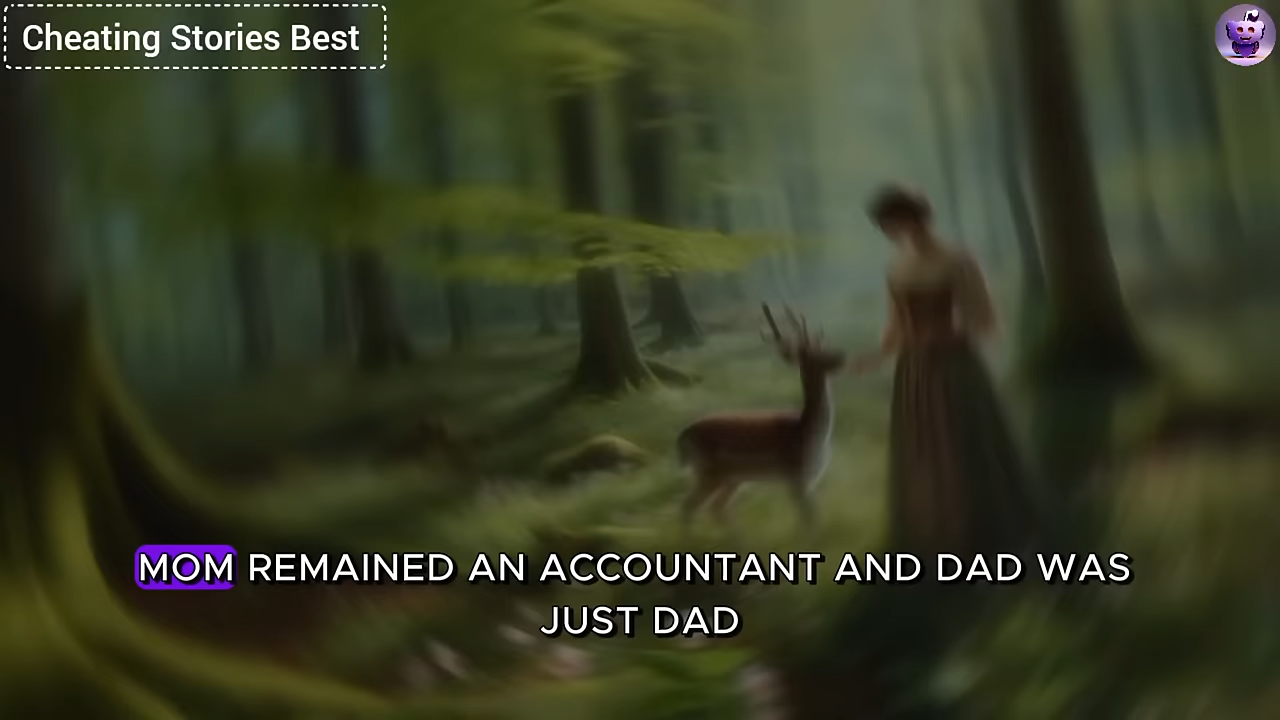 Cheating Stories Best
MOM REMAINED AN ACCOUNTANT AND DAD WAS
JUST DAD